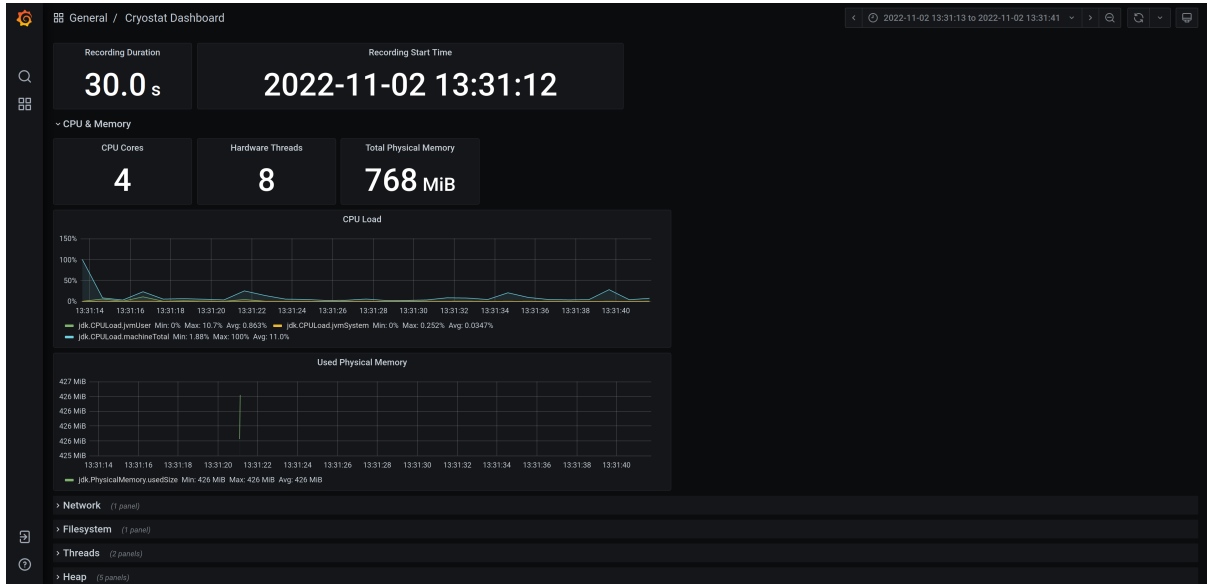 General / Cryostat Dashboard
2022-11-02 13:31:13 to 2022-11-02 13:31:41
Recording Duration
30.0 s
Recording Start Time
2022-11-02 13:31:12
CPU & Memory
CPU Cores
4
Hardware Threads
8
Total Physical Memory
768 MiB
CPU Load
150%
100%
50%
0%
13:31:14 13:31:16 13:31:18 13:31:20 13:31:22 13:31:24 13:31:26 13:31:28 13:31:30 13:31:32 13:31:34 13:31:36 13:31:38 13:31:40
jdk.CPULoad.jvmUser Min: 0% Max: 10.7% Avg: 0.863% jdk.CPULoad.jvmSystem Min: 0% Max: 0.252% Avg: 0.0347%
jdk.CPULoad.machineTotal Min: 1.88% Max: 100% Avg: 11.0%
Used Physical Memory
427 MiB
426 MiB
426 MiB
426 MiB
426 MiB
425 MiB
13:31:14 13:31:16 13:31:18 13:31:20 13:31:22 13:31:24 13:31:26 13:31:28 13:31:30 13:31:32 13:31:34 13:31:36 13:31:38 13:31:40
jdk.PhysicalMemory.usedSize Min: 426 MiB Max: 426 MiB Avg: 426 MiB
Network (1 panel)
Filesystem (1 panel)
Threads (2 panels)
Heap (5 panels)